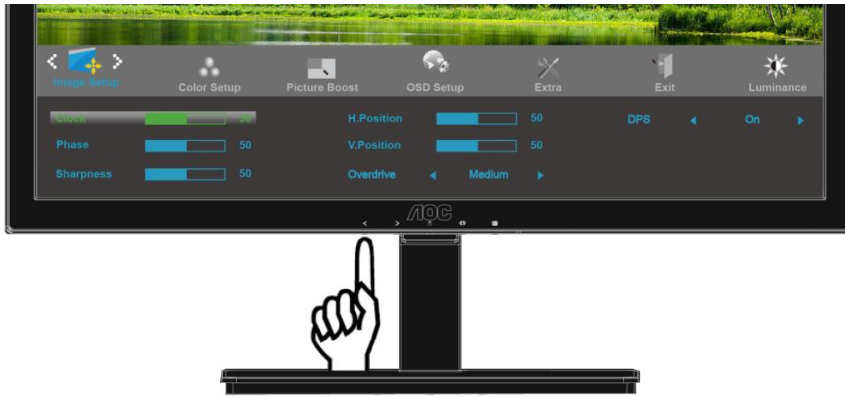 Image Setup
Color Setup
Picture Boost
OSD Setup
Extra
Exit
Luminance
Clock 50 H.Position 50 DPS On
Phase 50 V.Position 50
Sharpness 50 Overdrive Medium
AOC